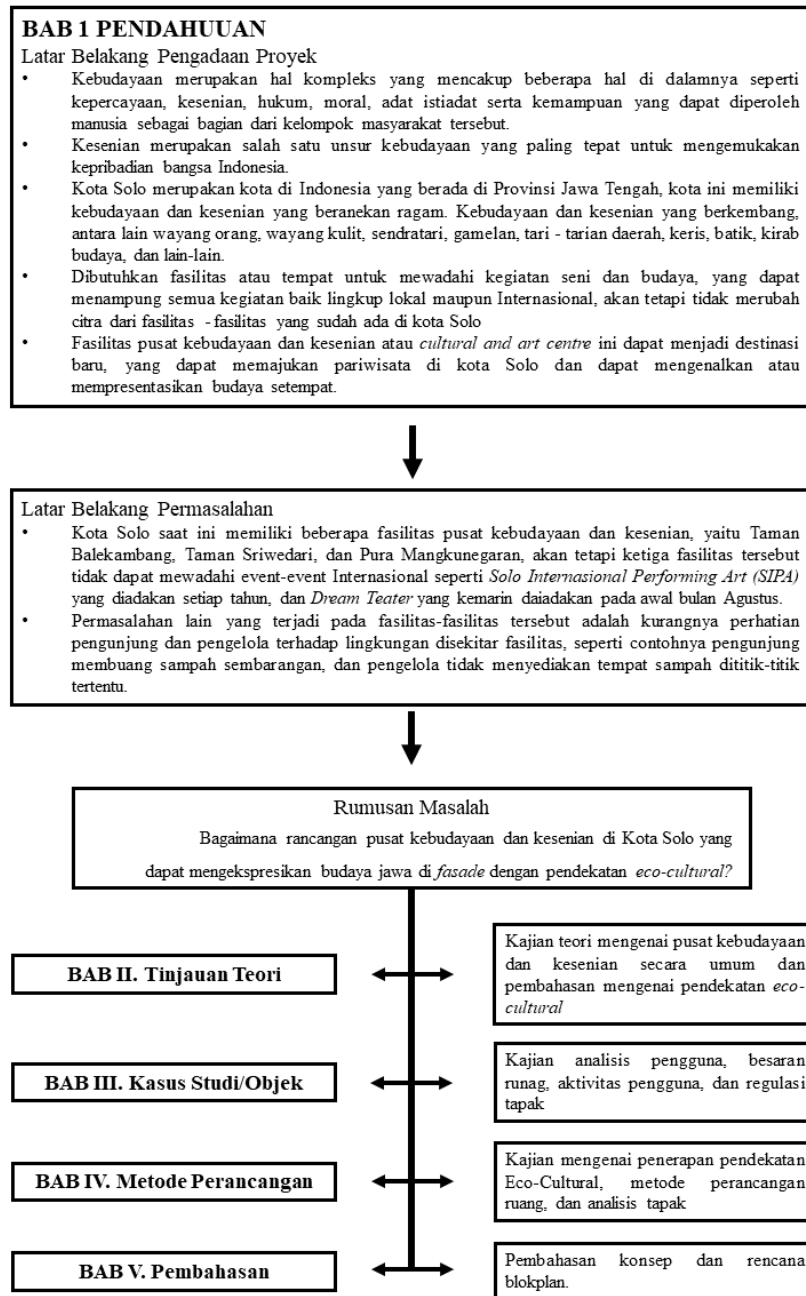 BAB 1 PENDAHUUAN
Latar Belakang Pengadaan Proyek
• Kebudayaan merupakan hal kompleks yang mencakup beberapa hal di dalamnya seperti
kepercayaan, kesenian, hukum, moral, adat istiadat serta kemampuan yang dapat diperoleh
manusia sebagai bagian dari kelompok masyarakat tersebut.
• Kesenian merupakan salah satu unsur kebudayaan yang paling tepat untuk mengemukakan
kepribadian bangsa Indonesia.
• Kota Solo merupakan kota di Indonesia yang berada di Provinsi Jawa Tengah, kota ini memiliki
kebudayaan dan kesenian yang beranekan ragam. Kebudayaan dan kesenian yang berkembang,
antara lain wayang orang, wayang kulit, sendratari, gamelan, tari - tarian daerah, keris, batik, kirab
budaya, dan lain-lain.
• Dibutuhkan fasilitas atau tempat untuk mewadahi kegiatan seni dan budaya, yang dapat
menampung semua kegiatan baik lingkup lokal maupun Internasional, akan tetapi tidak merubah
citra dari fasilitas - fasilitas yang sudah ada di kota Solo
• Fasilitas pusat kebudayaan dan kesenian atau cultural and art centre ini dapat menjadi destinasi
baru, yang dapat memajukan pariwisata di kota Solo dan dapat mengenalkan atau
mempresentasikan budaya setempat.
Latar Belakang Permasalahan
• Kota Solo saat ini memiliki beberapa fasilitas pusat kebudayaan dan kesenian, yaitu Taman
Balekambang, Taman Sriwedari, dan Pura Mangkunegaran, akan tetapi ketiga fasilitas tersebut
tidak dapat mewadahi event-event Internasional seperti Solo Internasional Performing Art (SIPA)
yang diadakan setiap tahun, dan Dream Teater yang kemarin daiadakan pada awal bulan Agustus.
• Permasalahan lain yang terjadi pada fasilitas-fasilitas tersebut adalah kurangnya perhatian
pengunjung dan pengelola terhadap lingkungan disekitar fasilitas, seperti contohnya pengunjung
membuang sampah sembarangan, dan pengelola tidak menyediakan tempat sampah dititik-titik
tertentu.
Rumusan Masalah
Bagaimana rancangan pusat kebudayaan dan kesenian di Kota Solo yang
dapat mengekspresikan budaya jawa di fasade dengan pendekatan eco-cultural?
BAB II. Tinjauan Teori
Kajian teori mengenai pusat kebudayaan
dan kesenian secara umum dan
pembahasan mengenai pendekatan eco-
cultural
BAB III. Kasus Studi/Objek
Kajian analisis pengguna, besaran
runag, aktivitas pengguna, dan regulasi
tapak
BAB IV. Metode Perancangan
Kajian mengenai penerapan pendekatan
Eco-Cultural, metode perancangan
ruang, dan analisis tapak
BAB V. Pembahasan
Pembahasan konsep dan rencana
blokplan.